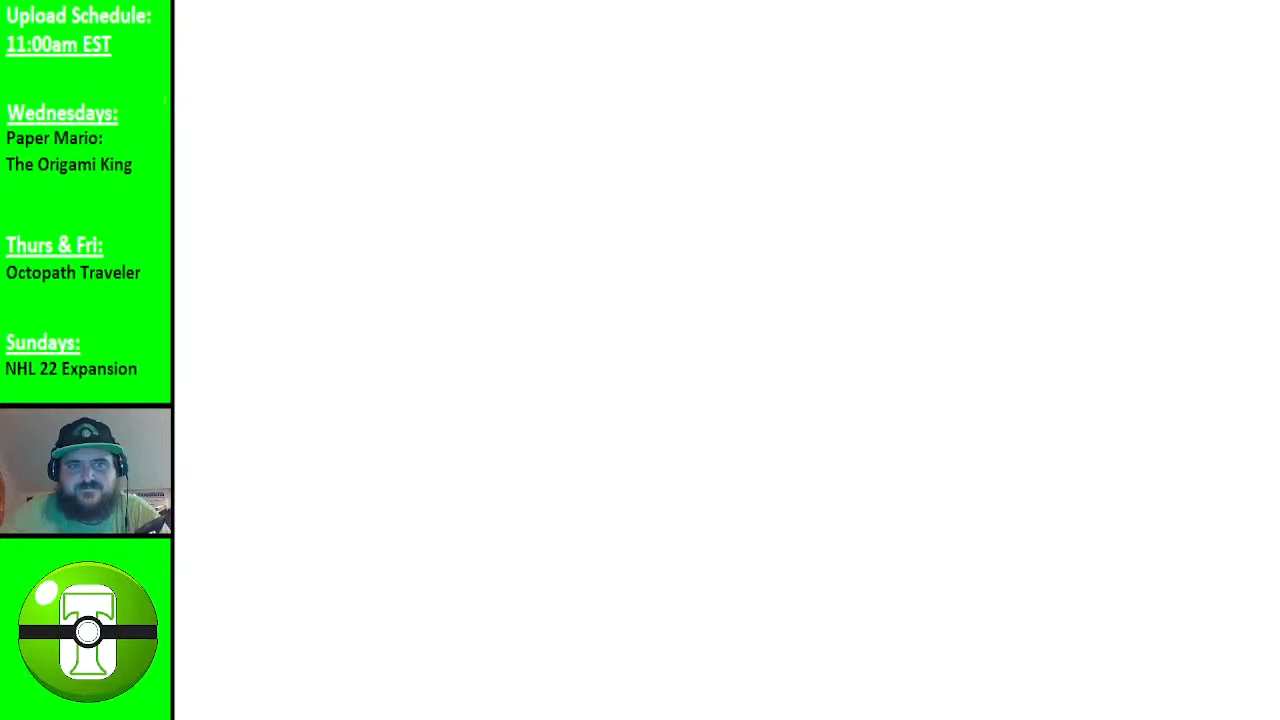 Upload Schedule:
11:00am EST
Wednesdays:
Paper Mario:
The Origami King
Thurs & Fri:
Octopath Traveler
Sundays:
NHL 22 Expansion
T